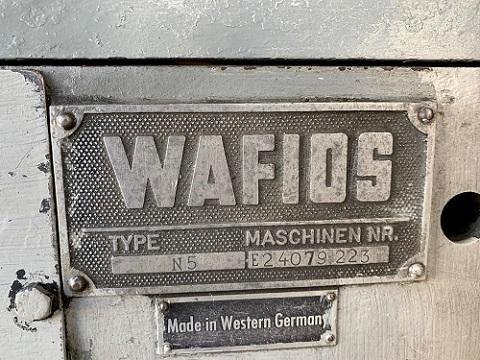 WAFIOS
TYPE MASCHINEN NR.
N5 E24079 223
Made in Western Germany